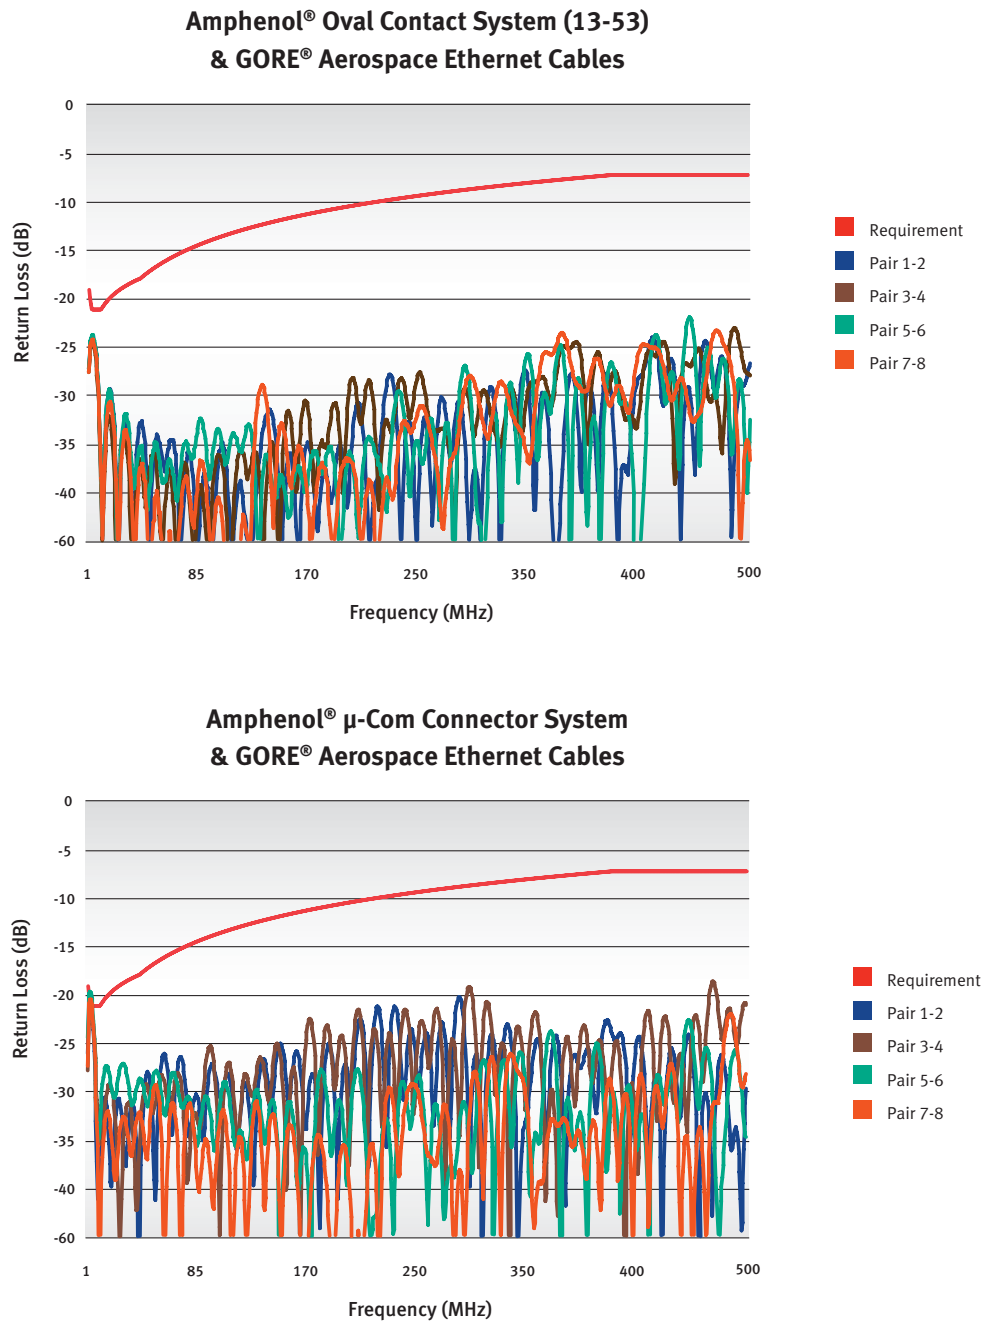 Amphenol® Oval Contact System (13-53)
& GORE® Aerospace Ethernet Cables
0
-5
-10
-15
-20
-25
-30
-35
-40
-60
Return Loss (dB)
1 85 170 250 350 400 500
Frequency (MHz)
Requirement
Pair 1-2
Pair 3-4
Pair 5-6
Pair 7-8
Amphenol® µ-Com Connector System
& GORE® Aerospace Ethernet Cables
0
-5
-10
-15
-20
-25
-30
-35
-40
-60
Return Loss (dB)
1 85 170 250 350 400 500
Frequency (MHz)
Requirement
Pair 1-2
Pair 3-4
Pair 5-6
Pair 7-8